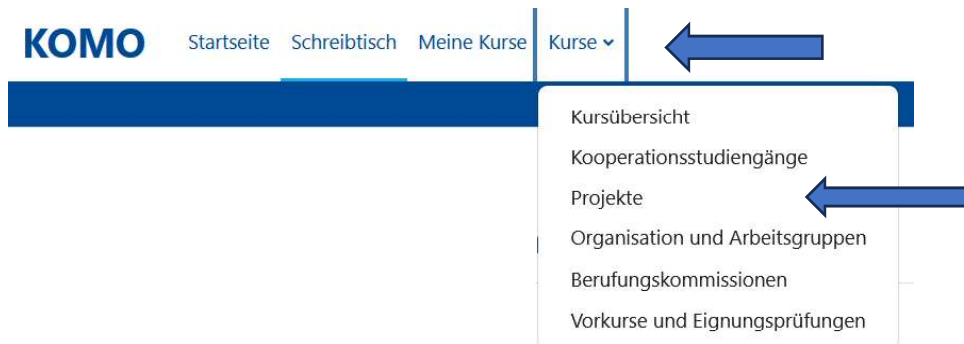 KOMO Startseite Schreibtisch Meine Kurse Kurse
Kursübersicht
Kooperationsstudiengänge
Projekte
Organisation und Arbeitsgruppen
Berufungskommissionen
Vorkurse und Eignungsprüfungen